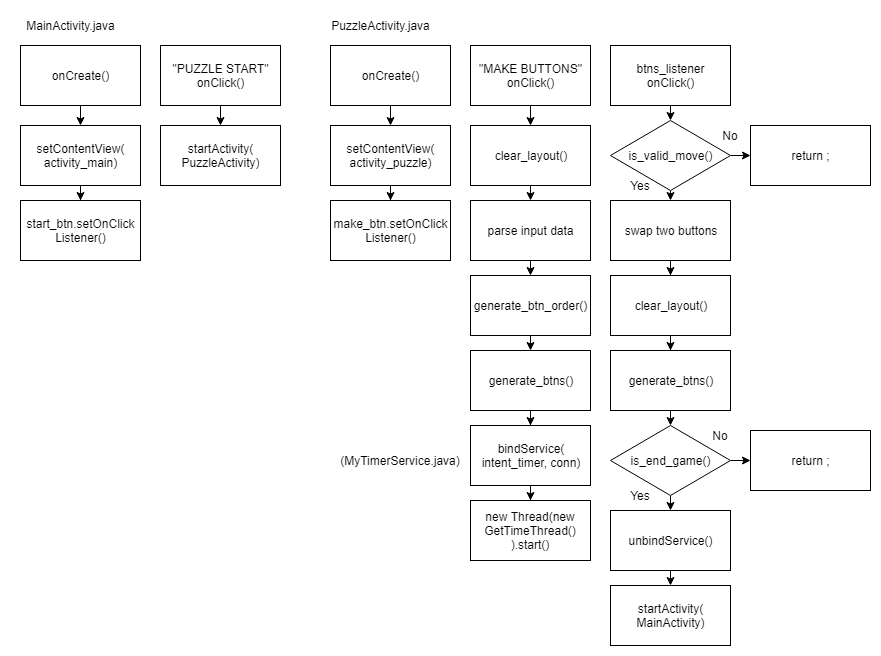 MainActivity.java
onCreate()
setContentView(
activity_main)
start_btn.setOnClick
Listener()
"PUZZLE START"
onClick()
startActivity(
PuzzleActivity)
PuzzleActivity.java
onCreate()
setContentView(
activity_puzzle)
make_btn.setOnClick
Listener()
"MAKE BUTTONS"
onClick()
clear_layout()
parse input data
generate_btn_order()
generate_btns()
(MyTimerService.java)
bindService(
intent_timer, conn)
new Thread(new
GetTimeThread()
).start()
btns_listener
onClick()
is_valid_move()
No
return ;
Yes
swap two buttons
clear_layout()
generate_btns()
is_end_game()
No
return ;
Yes
unbindService()
startActivity(
MainActivity)